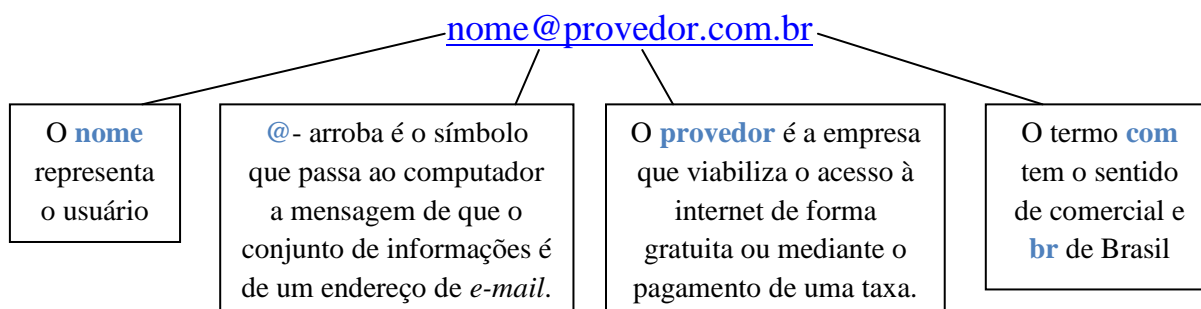 nome@provedor.com.br
O nome
representa
o usuário
@- arroba é o símbolo
que passa ao computador
a mensagem de que o
conjunto de informações é
de um endereço de e-mail.
O provedor é a empresa
que viabiliza o acesso à
internet de forma
gratuita ou mediante o
pagamento de uma taxa.
O termo com
tem o sentido
de comercial e
br de Brasil